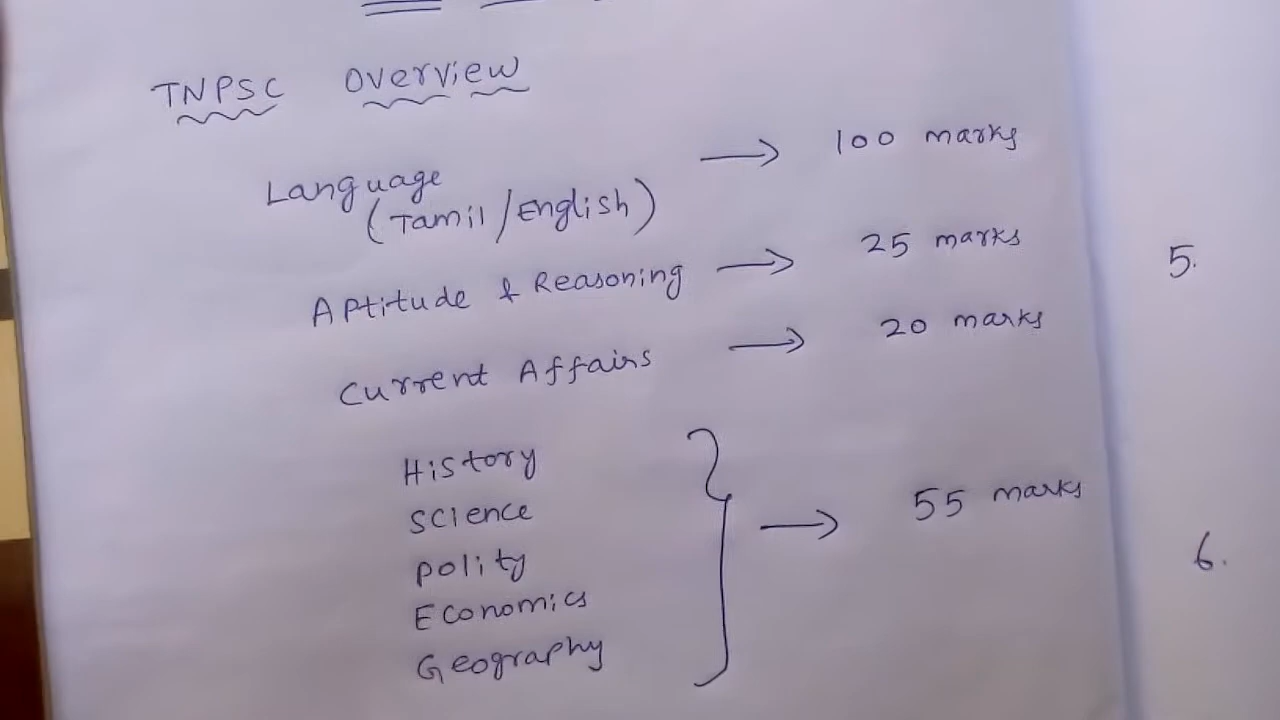 TNPSC Overview
Language → 100 marks
(Tamil/English)
Aptitude & Reasoning → 25 marks
Current Affairs → 20 marks
History
Science
Polity
Economics
Geography
→ 55 marks
5.
6.